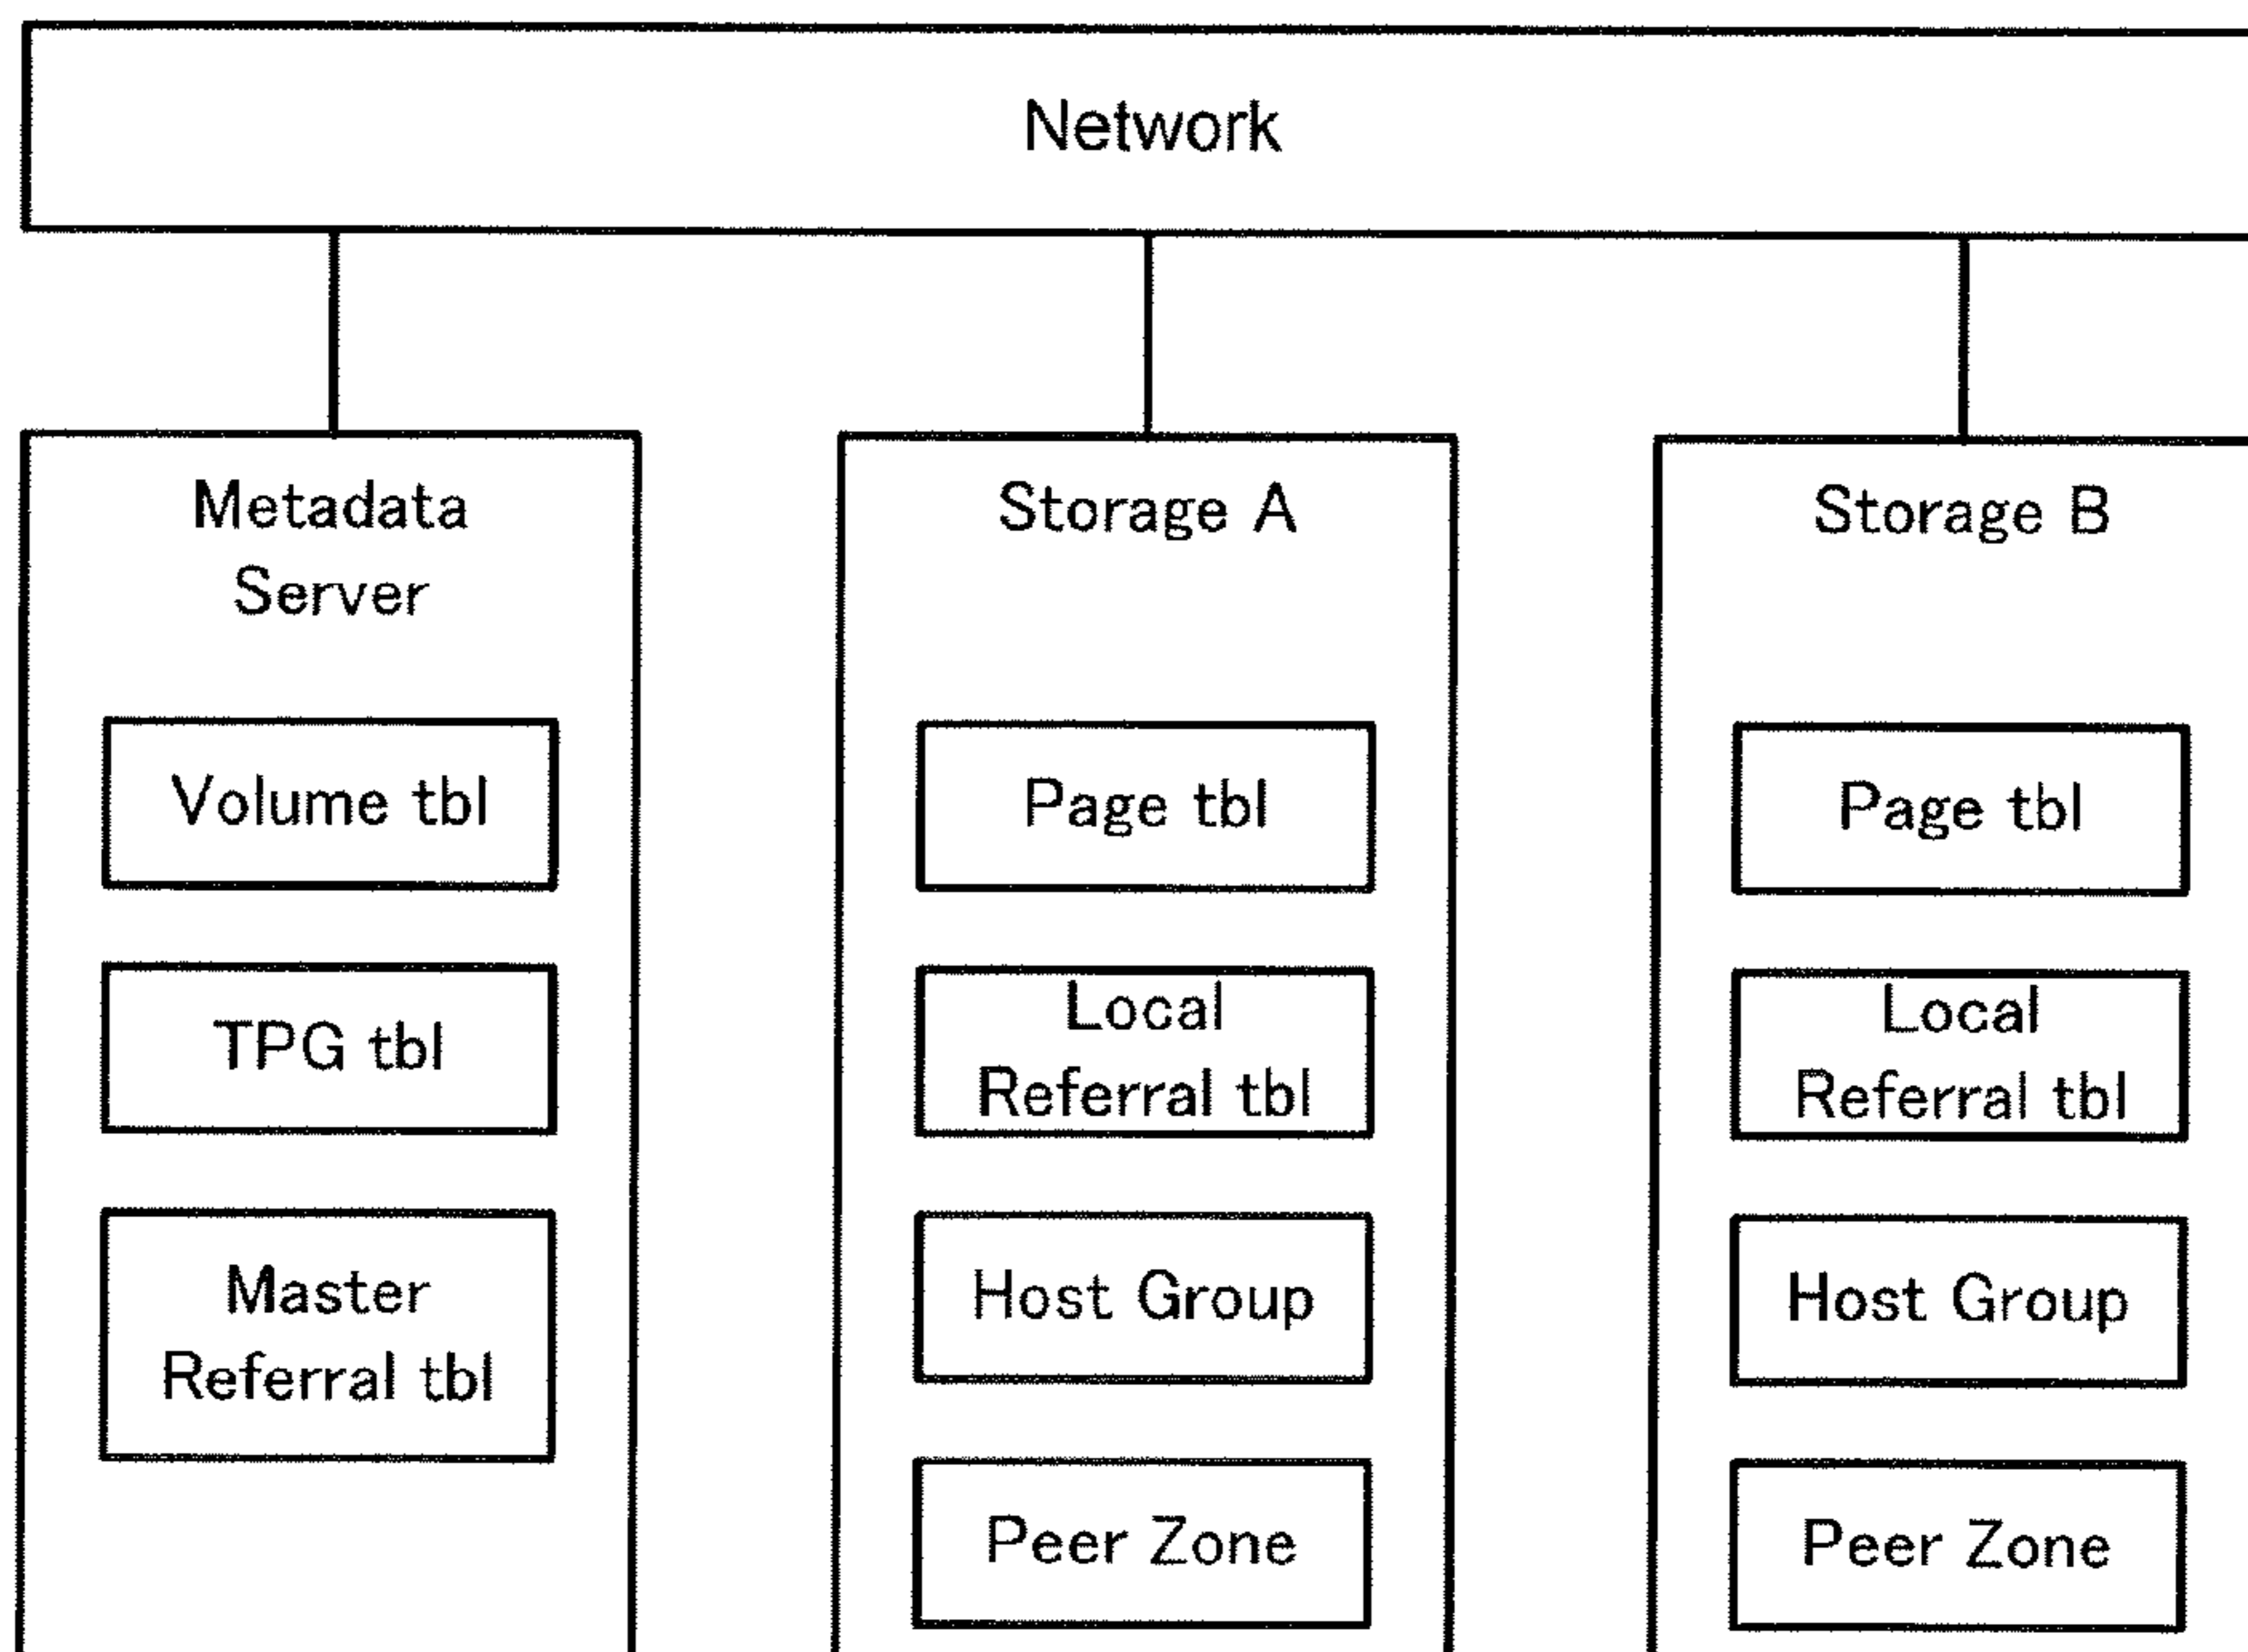 Network
Metadata
Server
Volume tbl
TPG tbl
Master
Referral tbl
Storage A
Page tbl
Local
Referral tbl
Host Group
Peer Zone
Storage B
Page tbl
Local
Referral tbl
Host Group
Peer Zone